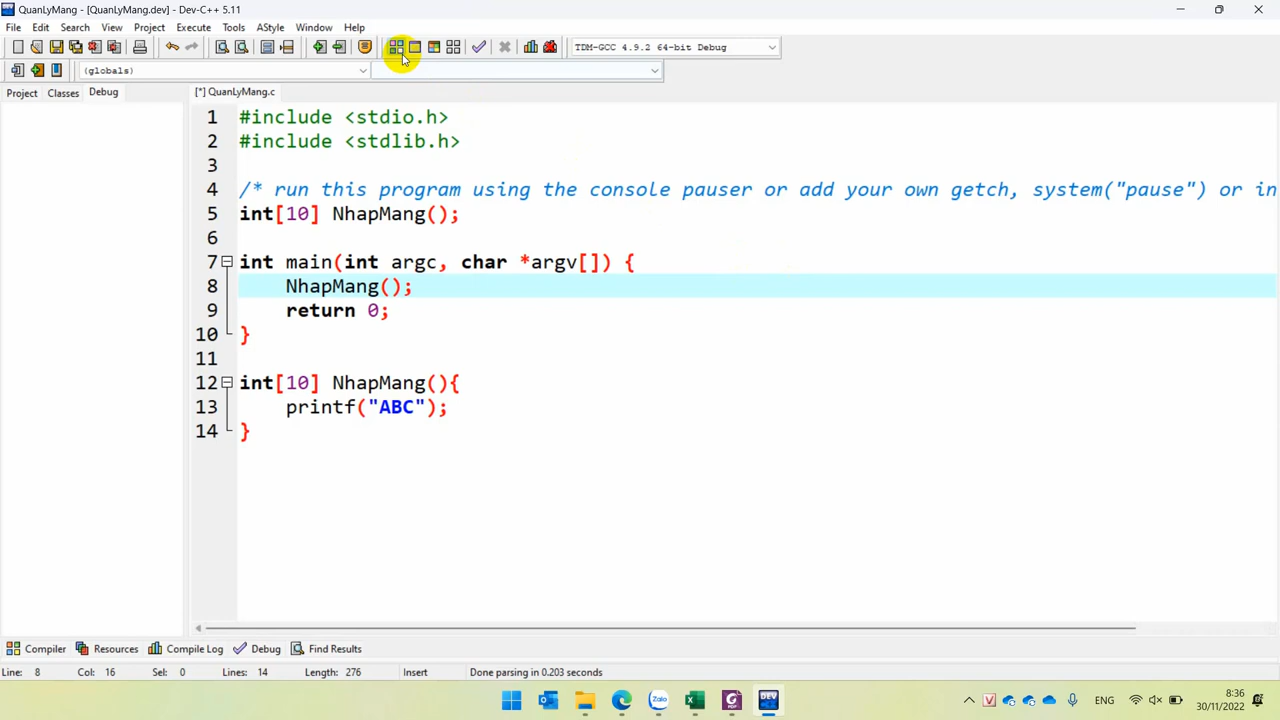 QuanLyMang - [QuanLyMang.dev] - Dev-C++ 5.11
File Edit Search View Project Execute Tools AStyle Window Help
TDM-GCC 4.9.2 64-bit Debug
(globals)
Project Classes Debug
[*] QuanLyMang.c
1 #include <stdio.h>
2 #include <stdlib.h>
3
4 /* run this program using the console pauser or add your own getch, system("pause") or in
5 int[10] NhapMang();
6
7 int main(int argc, char *argv[]) {
8 NhapMang();
9 return 0;
10 }
11
12 int[10] NhapMang(){
13 printf("ABC");
14 }
Compiler Resources Compile Log Debug Find Results
Line: 8 Col: 16 Sel: 0 Lines: 14 Length: 276 Insert Done parsing in 0.203 seconds
Zalo PDF DEV ENG 8:36
30/11/2022